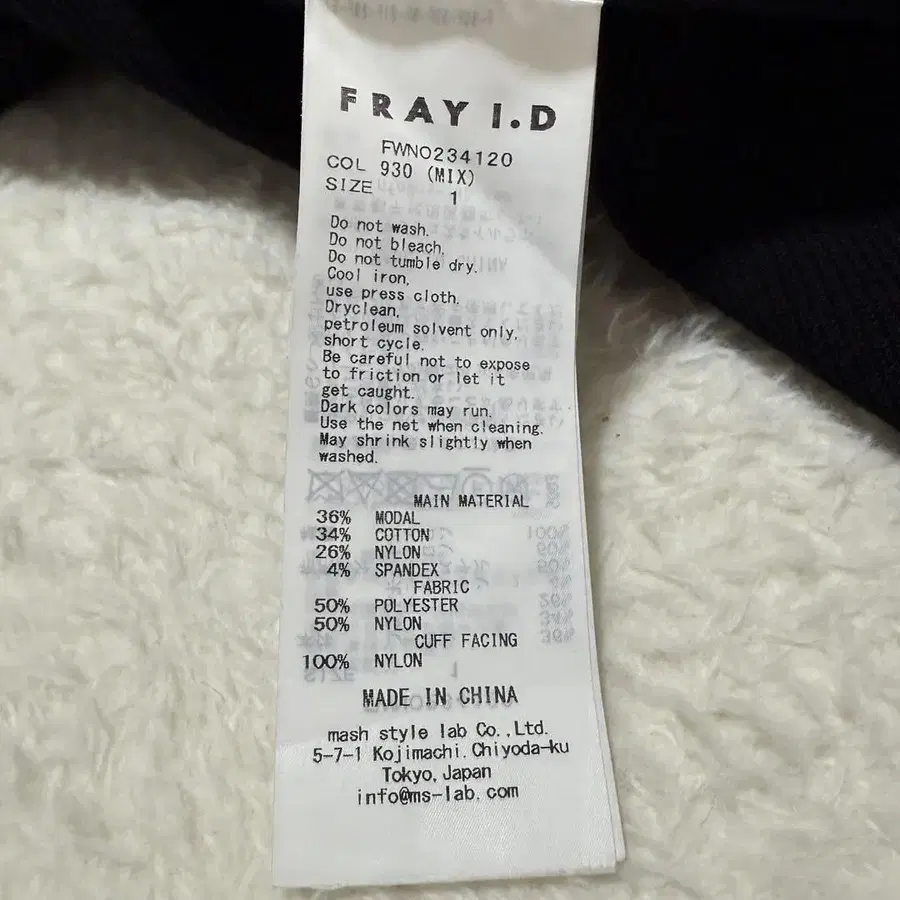 FRAY I.D
FWNO234120
COL 930 (MIX)
SIZE 1
Do not wash.
Do not bleach.
Do not tumble dry.
Cool iron,
use press cloth.
Dryclean,
petroleum solvent only,
short cycle.
Be careful not to expose
to friction or let it
get caught.
Dark colors may run.
Use the net when cleaning.
May shrink slightly when
washed.
MAIN MATERIAL
36% MODAL
34% COTTON
26% NYLON
4% SPANDEX
FABRIC
50% POLYESTER
50% NYLON
CUFF FACING
100% NYLON
MADE IN CHINA
mash style lab Co.,Ltd.
5-7-1 Kojimachi.Chiyoda-ku
Tokyo,Japan
info@ms-lab.com